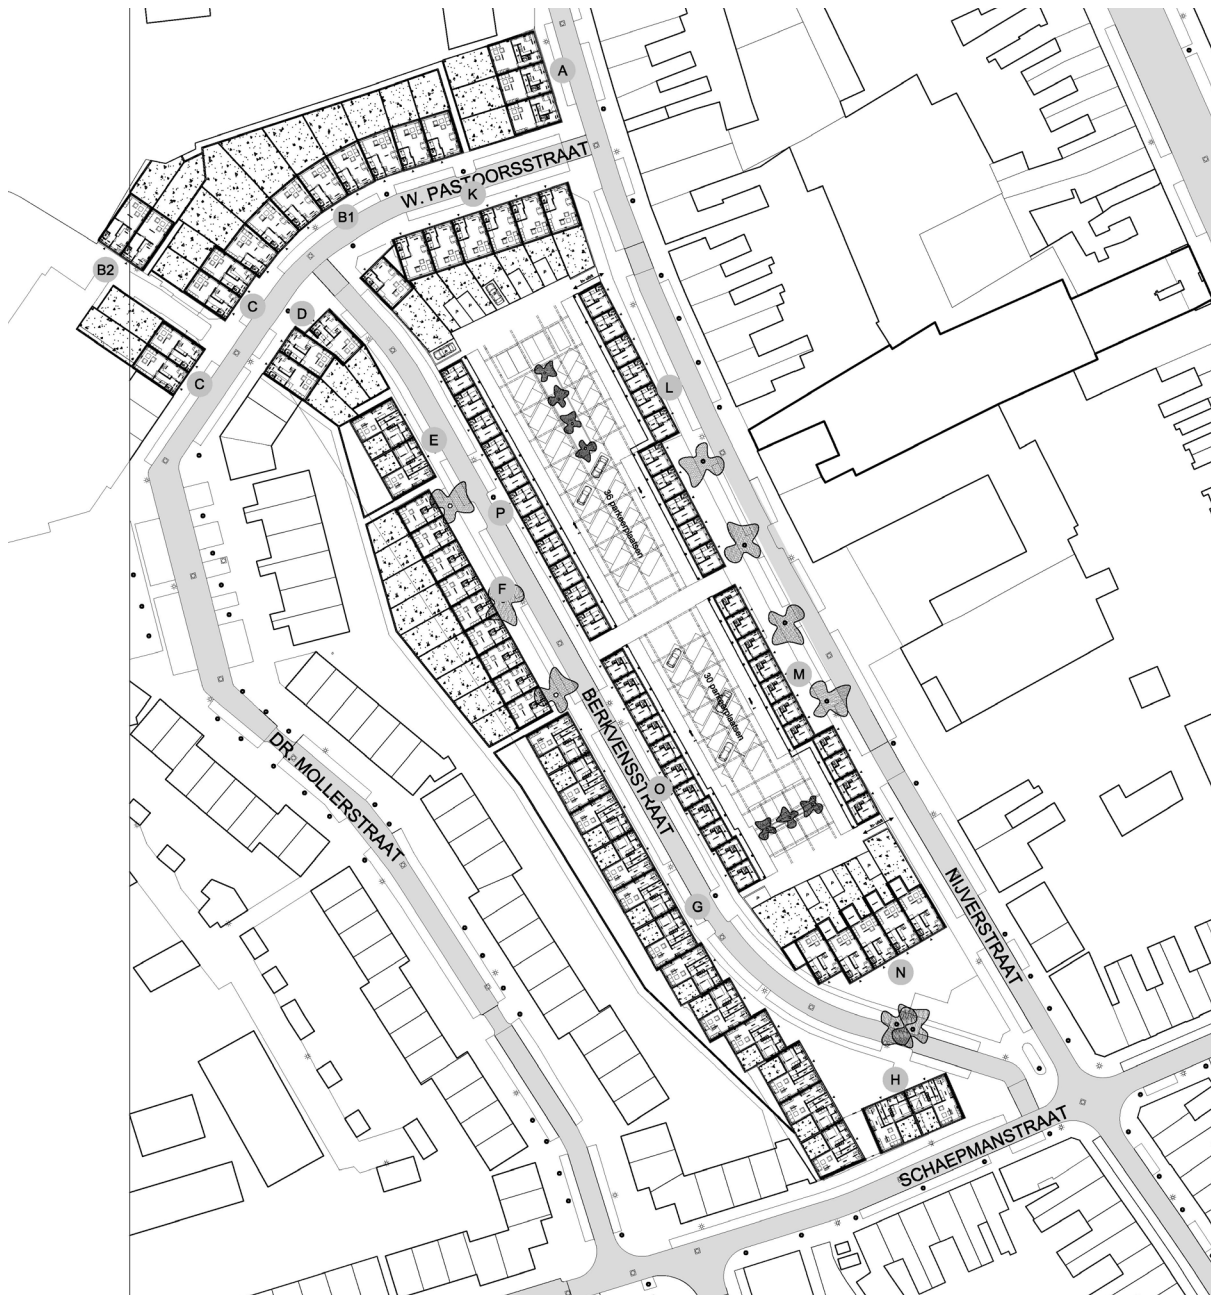 A
W. PASTOORSSTRAAT
K
B1
B2
C
D
C
L
E
P
36 parkeerplaatsen
F
M
30 parkeerplaatsen
BERKVENSSTRAAT
DR. MOLLERSTRAAT
O
G
NIJVERSTRAAT
N
H
SCHAEPMANSTRAAT